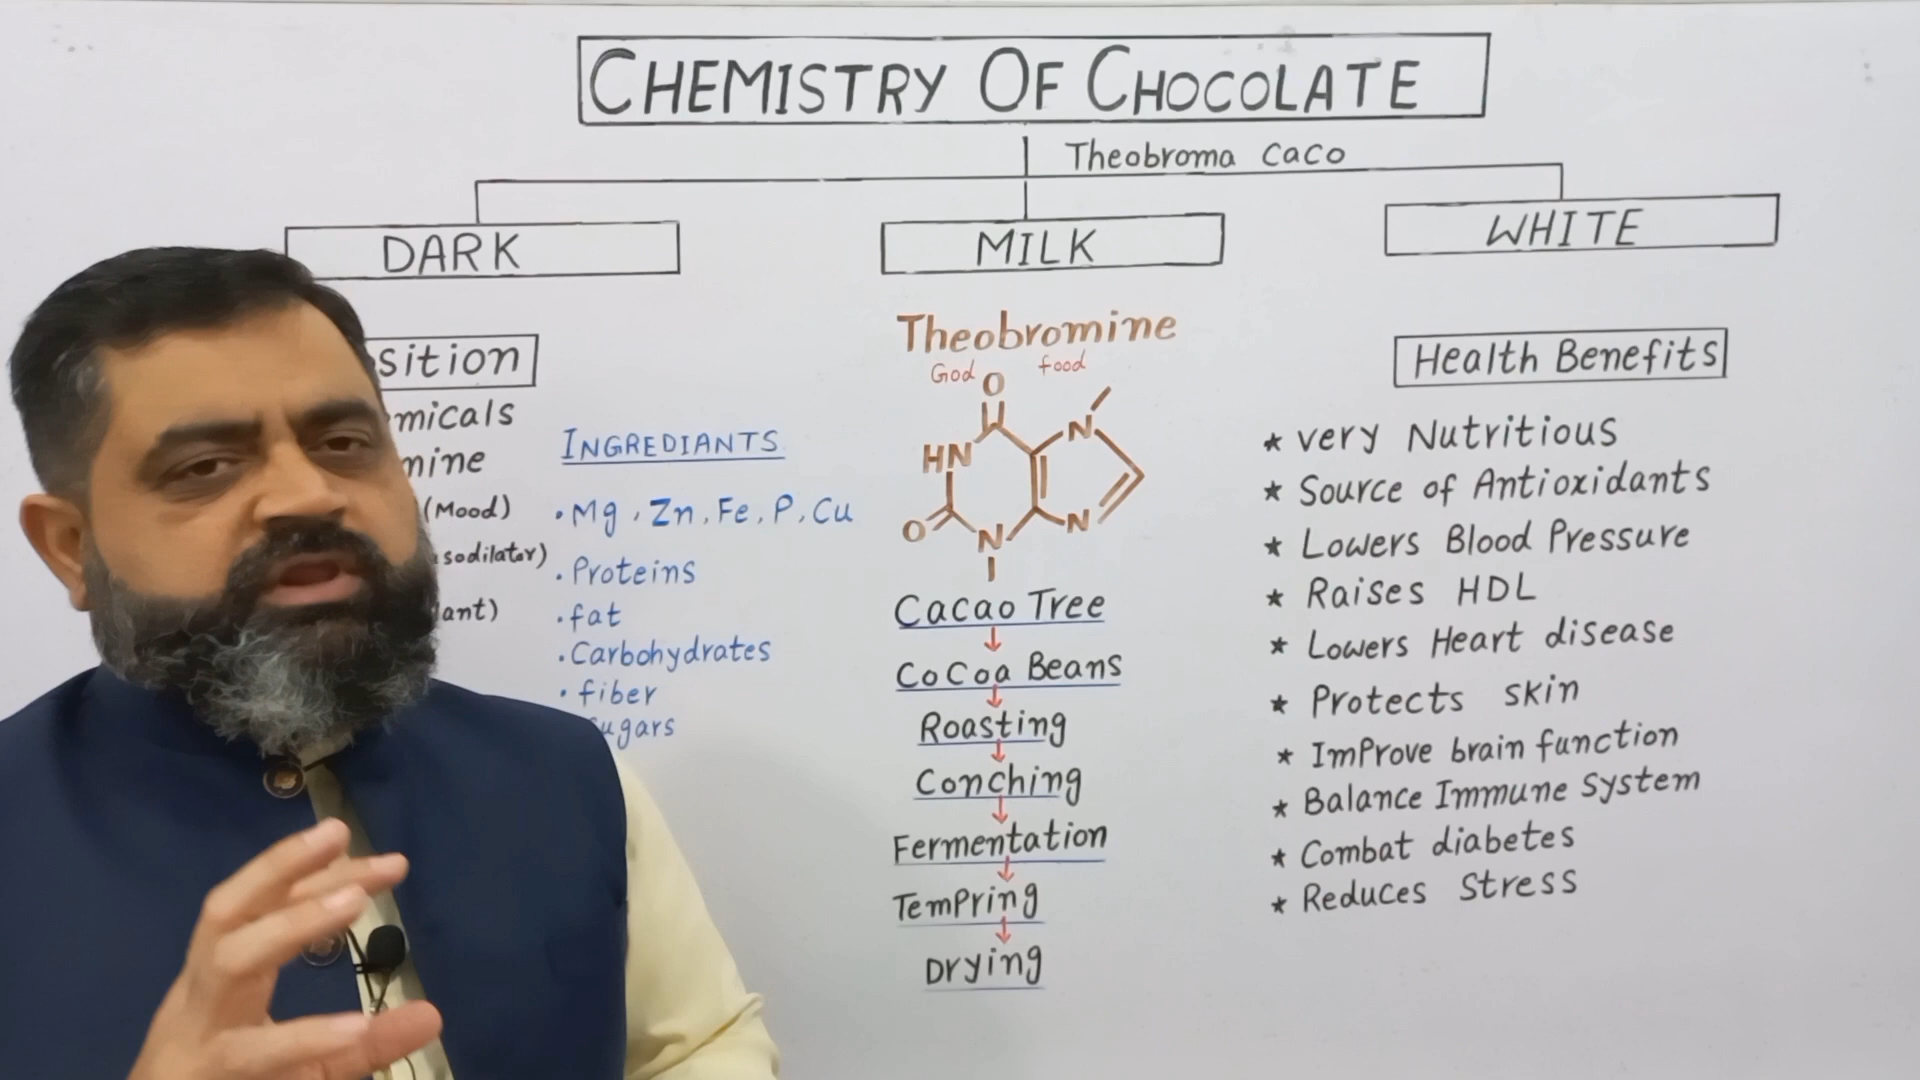 CHEMISTRY OF CHOCOLATE
Theobroma Caco
DARK
MILK
WHITE
sition
micals
mine
(Mood)
sodilator)
ant)
INGREDIANTS
• Mg, Zn, Fe, P, Cu
• Proteins
• fat
• Carbohydrates
• fiber
ugars
Theobromine
God food
O
N
HN
O
N
N
Cacao Tree
CoCoa Beans
Roasting
Conching
Fermentation
TemPring
Drying
Health Benefits
* very Nutritious
* Source of Antioxidants
* Lowers Blood Pressure
* Raises HDL
* Lowers Heart disease
* Protects skin
* ImProve brain function
* Balance Immune System
* Combat diabetes
* Reduces Stress